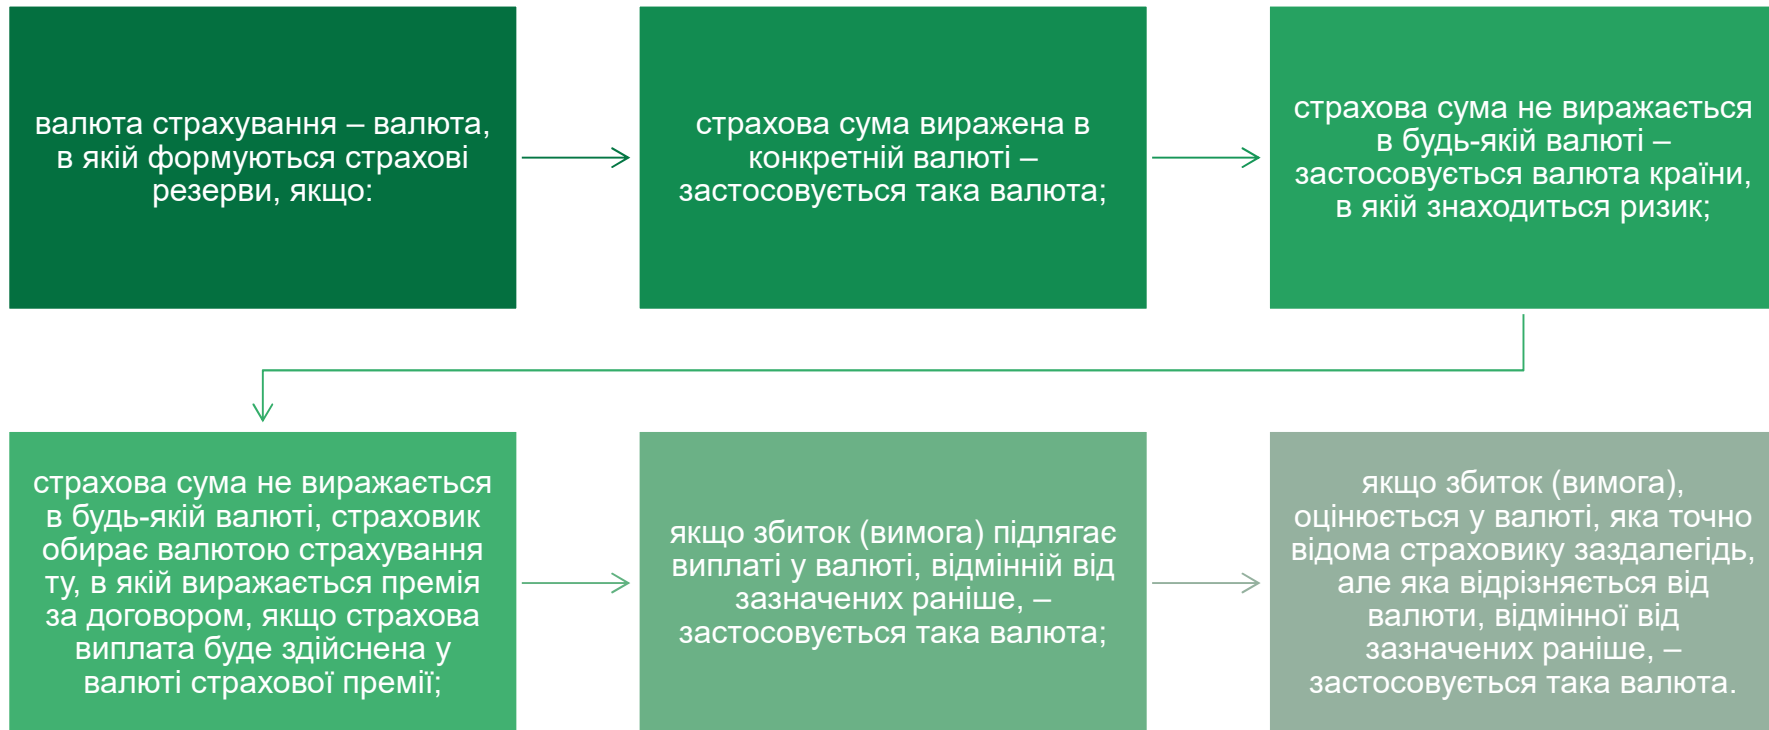 валюта страхування – валюта,
в якій формуються страхові
резерви, якщо:
страхова сума виражена в
конкретній валюті –
застосовується така валюта;
страхова сума не виражається
в будь-якій валюті –
застосовується валюта країни,
в якій знаходиться ризик;
страхова сума не виражається
в будь-якій валюті, страховик
обирає валютою страхування
ту, в якій виражається премія
за договором, якщо страхова
виплата буде здійснена у
валюті страхової премії;
якщо збиток (вимога) підлягає
виплаті у валюті, відмінній від
зазначених раніше, –
застосовується така валюта;
якщо збиток (вимога),
оцінюється у валюті, яка точно
відома страховику заздалегідь,
але яка відрізняється від
валюти, відмінної від
зазначених раніше, –
застосовується така валюта.